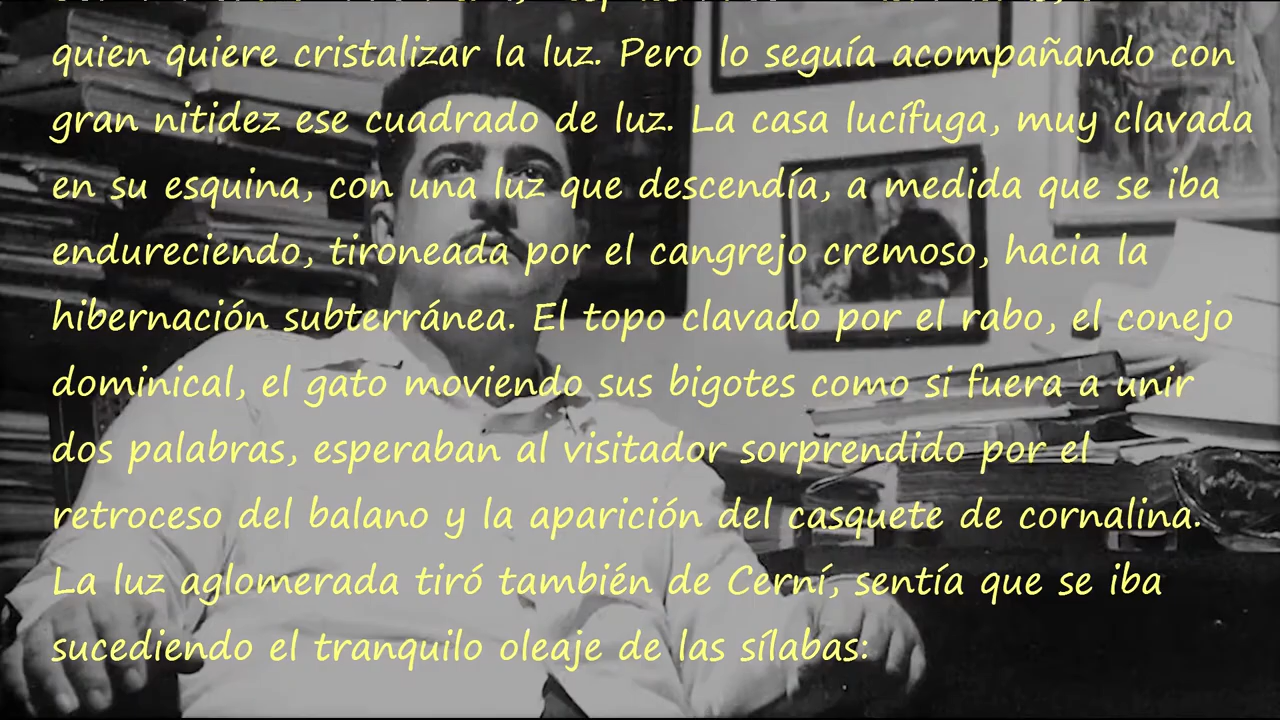 quien quiere cristalizar la luz. Pero lo seguía acompañando con
gran nitidez ese cuadrado de luz. La casa lucífuga, muy clavada
en su esquina, con una luz que descendía, a medida que se iba
endureciendo, tironeada por el cangrejo cremoso, hacia la
hibernación subterránea. El topo clavado por el rabo, el conejo
dominical, el gato moviendo sus bigotes como si fuera a unir
dos palabras, esperaban al visitador sorprendido por el
retroceso del balano y la aparición del casquete de cornalina.
La luz aglomerada tiró también de Cerní, sentía que se iba
sucediendo el tranquilo oleaje de las sílabas: